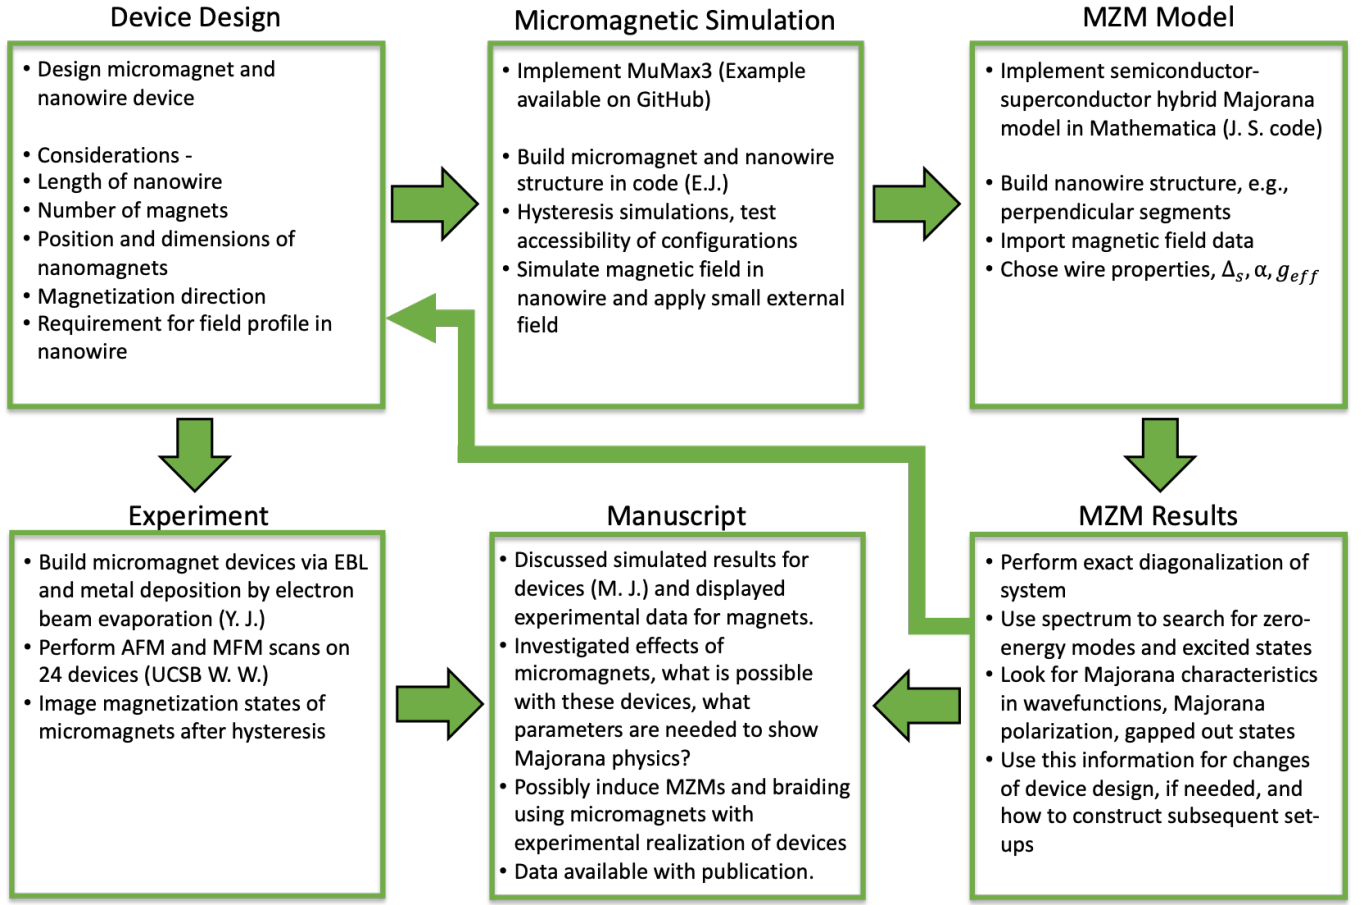 Device Design
• Design micromagnet and
nanowire device
• Considerations -
• Length of nanowire
• Number of magnets
• Position and dimensions of
nanomagnets
• Magnetization direction
• Requirement for field profile in
nanowire
Micromagnetic Simulation
• Implement MuMax3 (Example
available on GitHub)
• Build micromagnet and nanowire
structure in code (E.J.)
• Hysteresis simulations, test
accessibility of configurations
• Simulate magnetic field in
nanowire and apply small external
field
MZM Model
• Implement semiconductor-
superconductor hybrid Majorana
model in Mathematica (J. S. code)
• Build nanowire structure, e.g.,
perpendicular segments
• Import magnetic field data
• Chose wire properties, Δ_s, α, g_eff
Experiment
• Build micromagnet devices via EBL
and metal deposition by electron
beam evaporation (Y. J.)
• Perform AFM and MFM scans on
24 devices (UCSB W. W.)
• Image magnetization states of
micromagnets after hysteresis
Manuscript
• Discussed simulated results for
devices (M. J.) and displayed
experimental data for magnets.
• Investigated effects of
micromagnets, what is possible
with these devices, what
parameters are needed to show
Majorana physics?
• Possibly induce MZMs and braiding
using micromagnets with
experimental realization of devices
• Data available with publication.
MZM Results
• Perform exact diagonalization of
system
• Use spectrum to search for zero-
energy modes and excited states
• Look for Majorana characteristics
in wavefunctions, Majorana
polarization, gapped out states
• Use this information for changes
of device design, if needed, and
how to construct subsequent set-
ups